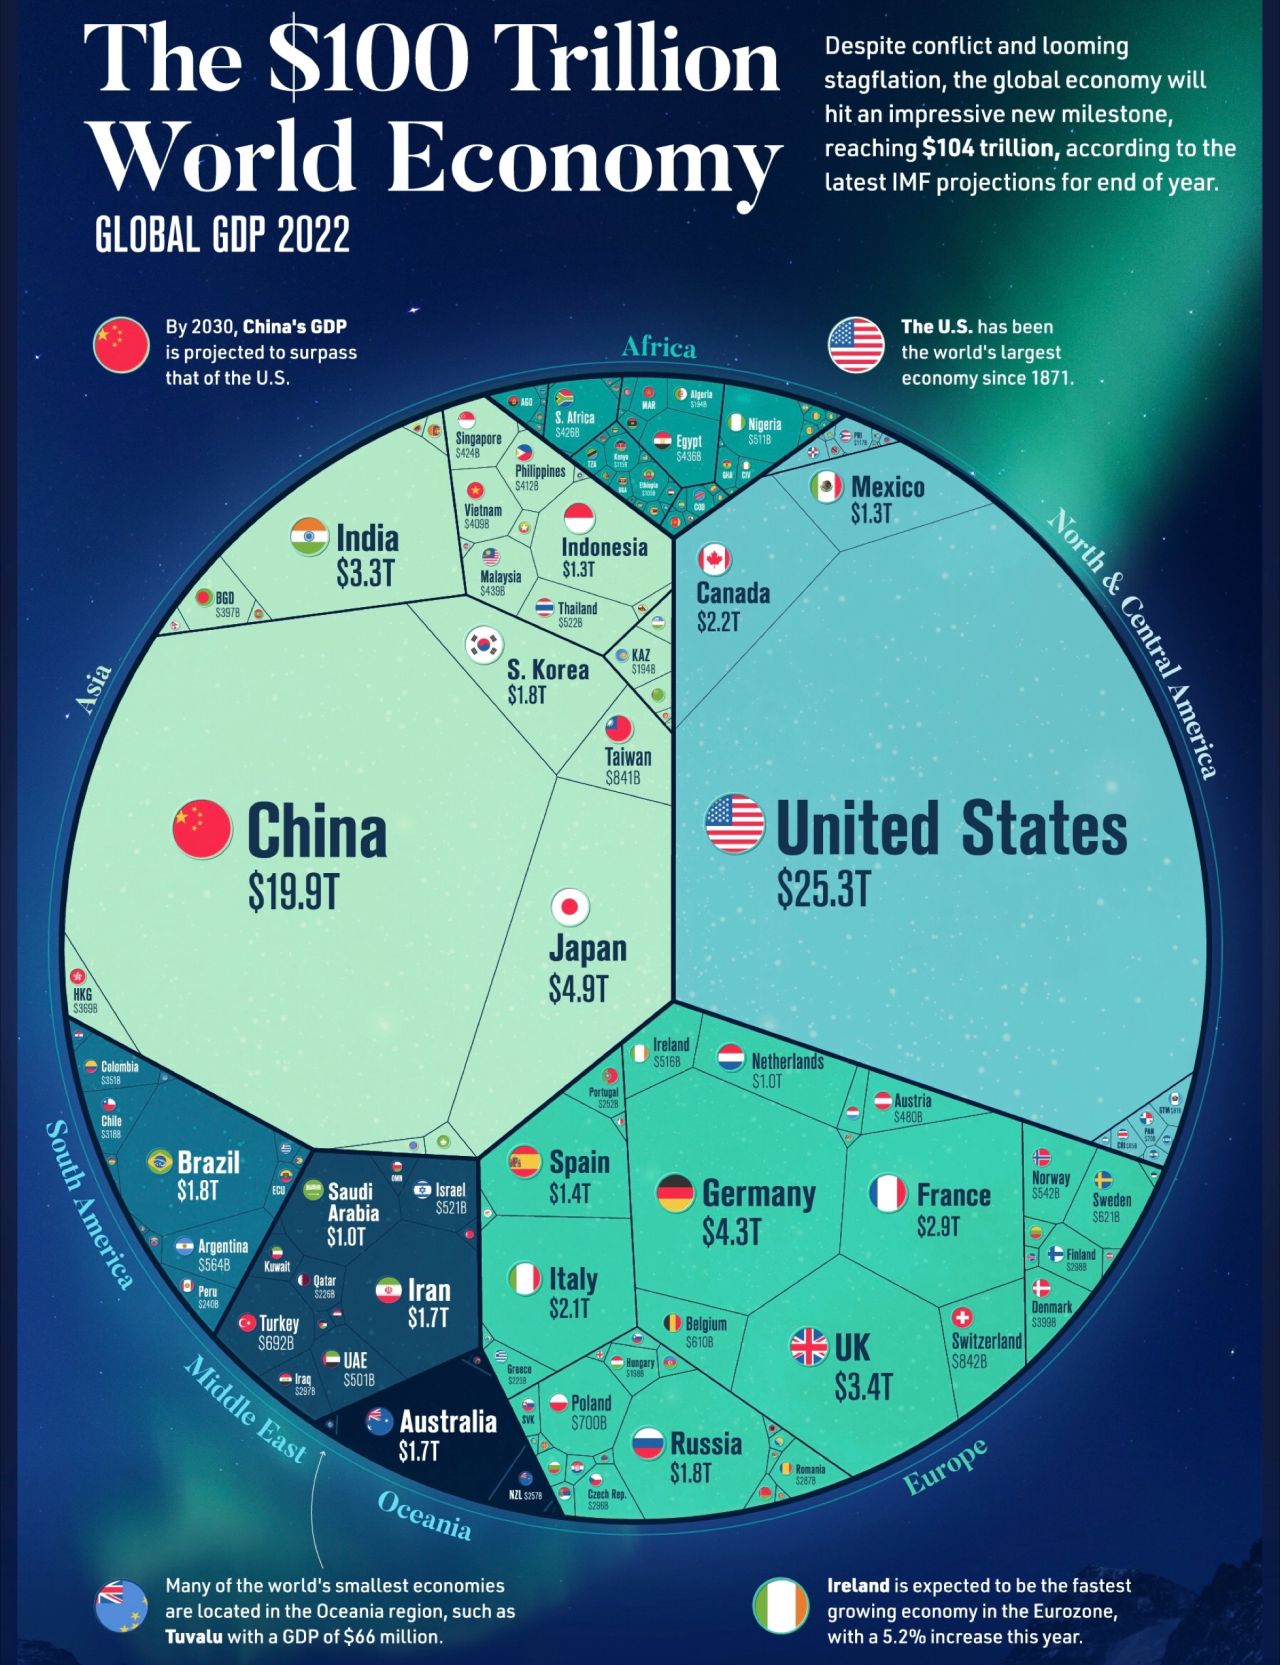 The $100 Trillion
World Economy
GLOBAL GDP 2022
Despite conflict and looming
stagflation, the global economy will
hit an impressive new milestone,
reaching $104 trillion, according to the
latest IMF projections for end of year.
By 2030, China's GDP
is projected to surpass
that of the U.S.
The U.S. has been
the world's largest
economy since 1871.
Africa
AGO
S. Africa
$426B
MAR
Algeria
$194B
Egypt
$436B
Nigeria
$511B
Kenya
$115B
TZA
Ethiopia
UGA
GHA
CIV
COD
North & Central America
PRI
$117B
Mexico
$1.3T
Canada
$2.2T
United States
$25.3T
GTM
PAN
CRI
Asia
Singapore
$424B
Philippines
$412B
Vietnam
$409B
Indonesia
$1.3T
Malaysia
$439B
Thailand
$522B
India
$3.3T
BGD
$397B
S. Korea
$1.8T
KAZ
$194B
Taiwan
$841B
China
$19.9T
Japan
$4.9T
HKG
$369B
South America
Colombia
$351B
Chile
$318B
Brazil
$1.8T
ECU
Argentina
$564B
Peru
$240B
Middle East
Saudi
Arabia
$1.0T
OMN
Israel
$521B
Kuwait
Qatar
$226B
Iran
$1.7T
Turkey
$692B
UAE
$501B
Iraq
$297B
Oceania
Australia
$1.7T
NZL $257B
Europe
Ireland
$516B
Netherlands
$1.0T
Portugal
$252B
Austria
$480B
Spain
$1.4T
Germany
$4.3T
France
$2.9T
Norway
$542B
Sweden
$621B
Finland
$298B
Denmark
$399B
Italy
$2.1T
Belgium
$610B
UK
$3.4T
Switzerland
$842B
Greece
$223B
Hungary
$198B
SVK
Poland
$700B
Russia
$1.8T
Romania
$287B
Czech Rep.
$296B
Many of the world's smallest economies
are located in the Oceania region, such as
Tuvalu with a GDP of $66 million.
Ireland is expected to be the fastest
growing economy in the Eurozone,
with a 5.2% increase this year.